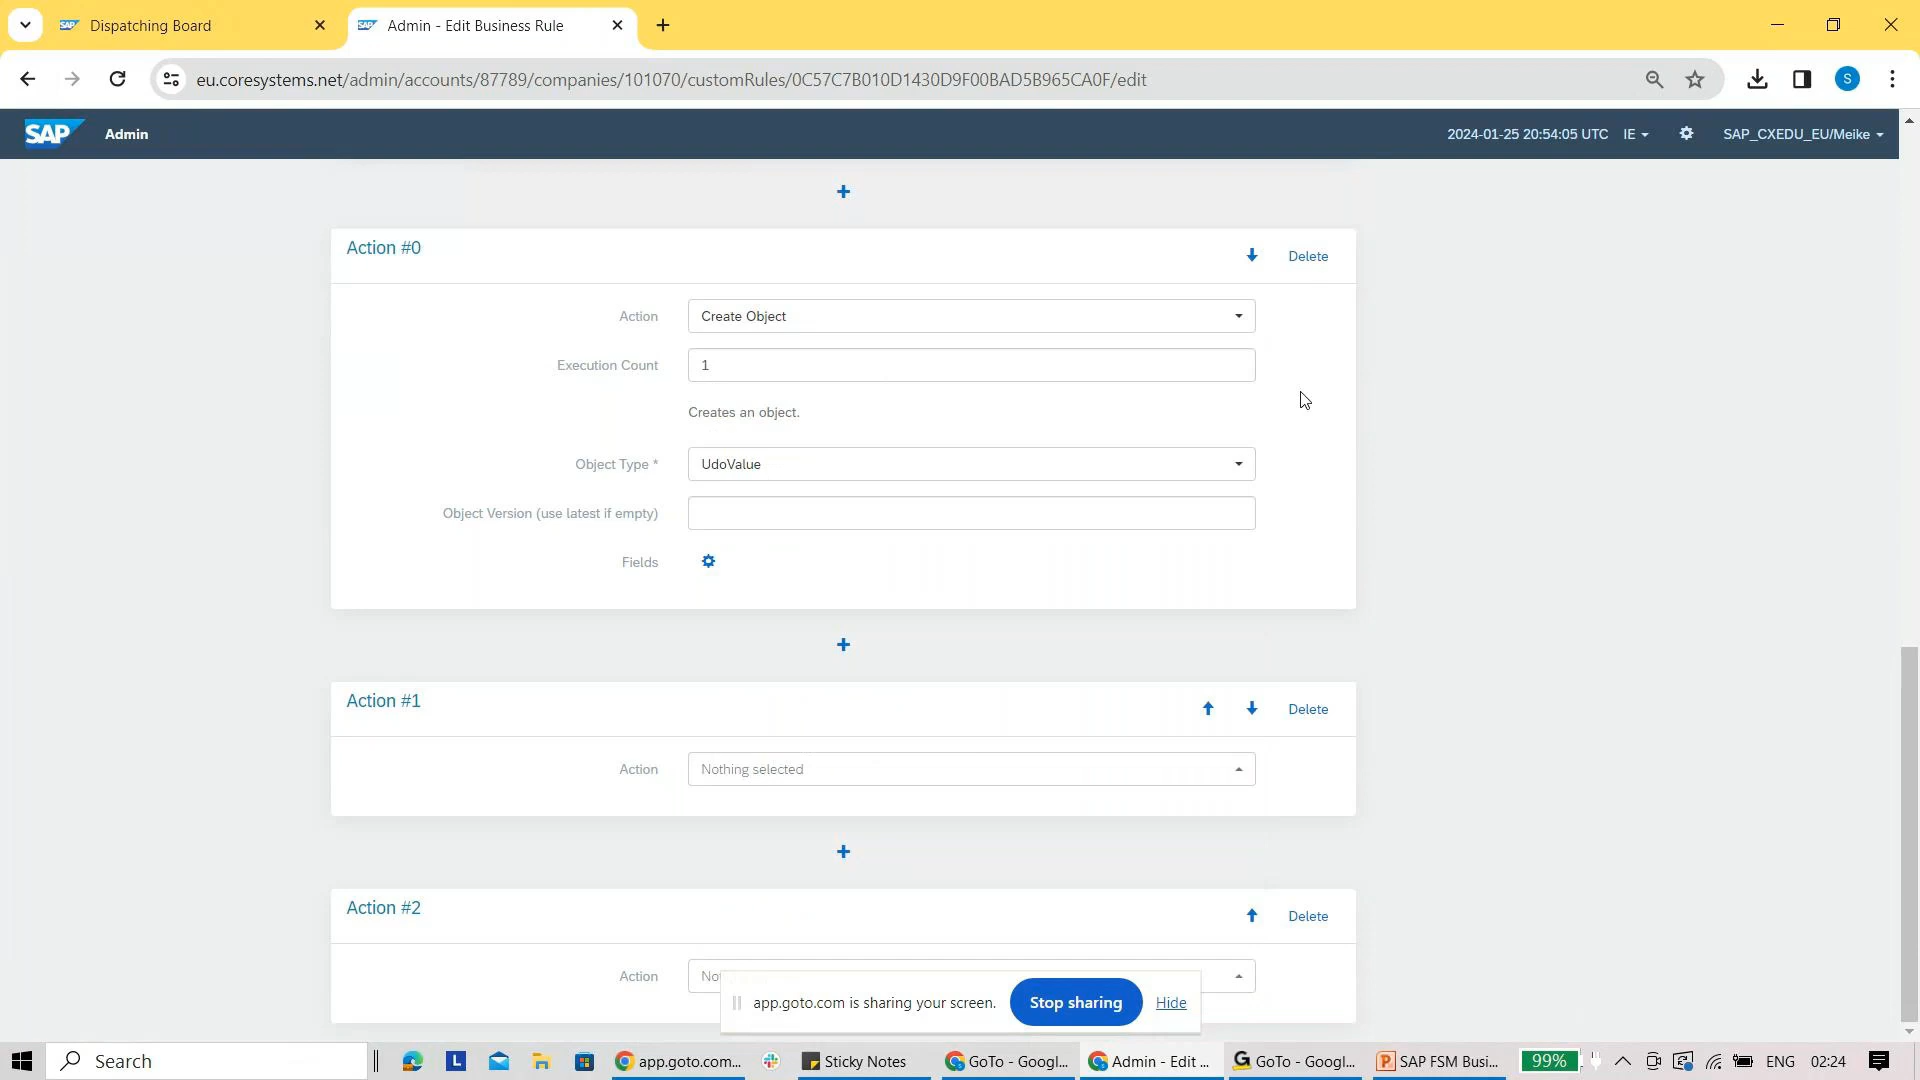 SAP Dispatching Board
SAP Admin - Edit Business Rule
eu.coresystems.net/admin/accounts/87789/companies/101070/customRules/0C57C7B010D1430D9F00BAD5B965CA0F/edit
S
SAP Admin
2024-01-25 20:54:05 UTC IE SAP_CXEDU_EU/Meike
Action #0
Delete
Action
Create Object
Execution Count
1
Creates an object.
Object Type *
UdoValue
Object Version (use latest if empty)
Fields
Action #1
Delete
Action
Nothing selected
Action #2
Delete
Action
app.goto.com is sharing your screen.
Stop sharing
Hide
Search
L
app.goto.com...
Sticky Notes
GoTo - Googl...
Admin - Edit ...
G
GoTo - Googl...
P
SAP FSM Busi...
99%
ENG
02:24